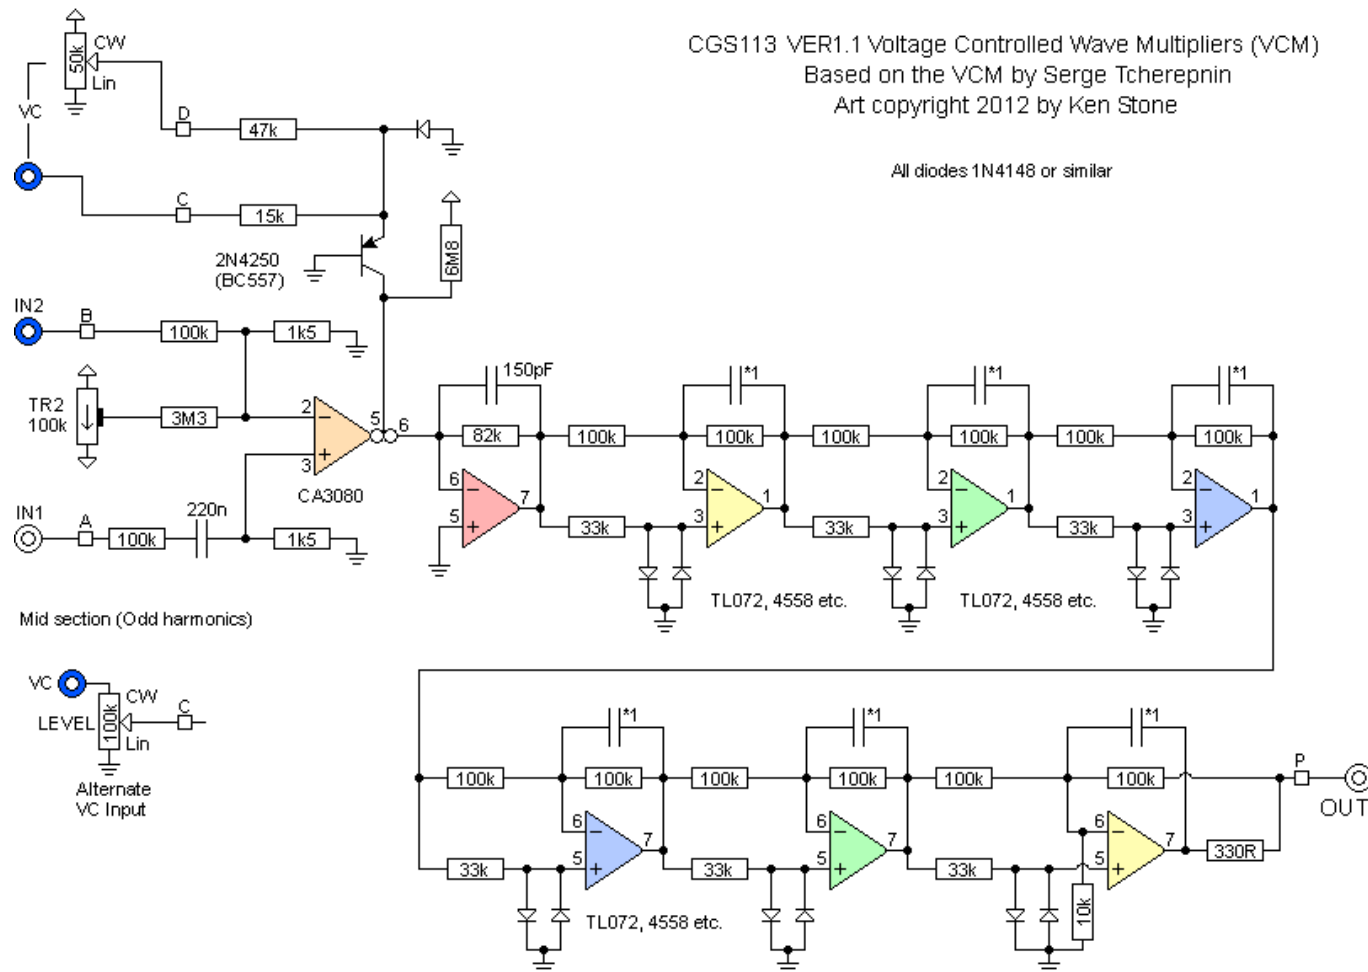 CGS113 VER1.1 Voltage Controlled Wave Multipliers (VCM)
Based on the VCM by Serge Tcherepnin
Art copyright 2012 by Ken Stone
All diodes 1N4148 or similar
50k
CW
Lin
VC
D
47k
C
15k
6M8
2N4250
(BC557)
IN2
B
100k
1k5
TR2
100k
3M3
2
-
5
6
3
+
CA3080
IN1
A
100k
220n
1k5
150pF
82k
6
-
5
+
7
100k
33k
*1
100k
2
-
3
+
1
TL072, 4558 etc.
100k
33k
*1
100k
2
-
3
+
1
TL072, 4558 etc.
100k
33k
*1
100k
2
-
3
+
1
Mid section (Odd harmonics)
VC
LEVEL
100k
CW
Lin
C
Alternate
VC Input
100k
33k
*1
100k
6
-
5
+
7
TL072, 4558 etc.
100k
33k
*1
100k
6
-
5
+
7
100k
33k
*1
100k
6
-
5
+
7
10k
330R
P
OUT